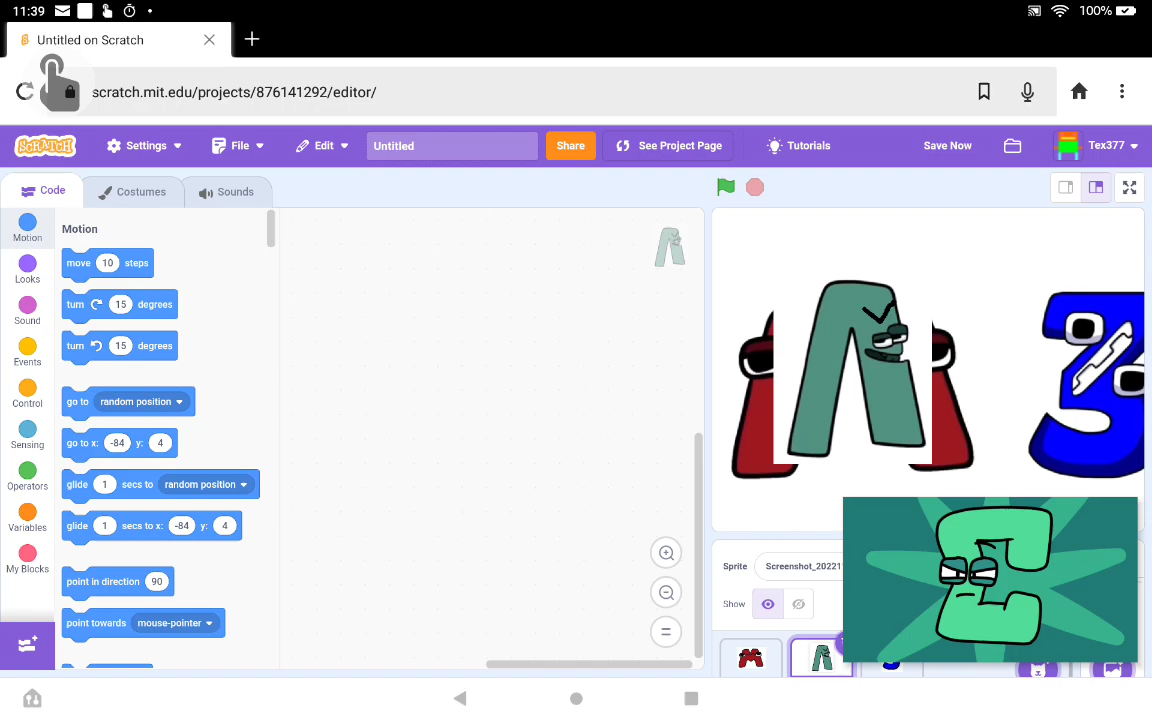 11:39
100%
Untitled on Scratch
scratch.mit.edu/projects/876141292/editor/
SCRATCH
Settings
File
Edit
Untitled
Share
See Project Page
Tutorials
Save Now
Tex377
Code
Costumes
Sounds
Motion
Looks
Sound
Events
Control
Sensing
Operators
Variables
My Blocks
Motion
move 10 steps
turn 15 degrees
turn 15 degrees
go to random position
go to x: -84 y: 4
glide 1 secs to random position
glide 1 secs to x: -84 y: 4
point in direction 90
point towards mouse-pointer
Sprite
Screenshot_20221
Show